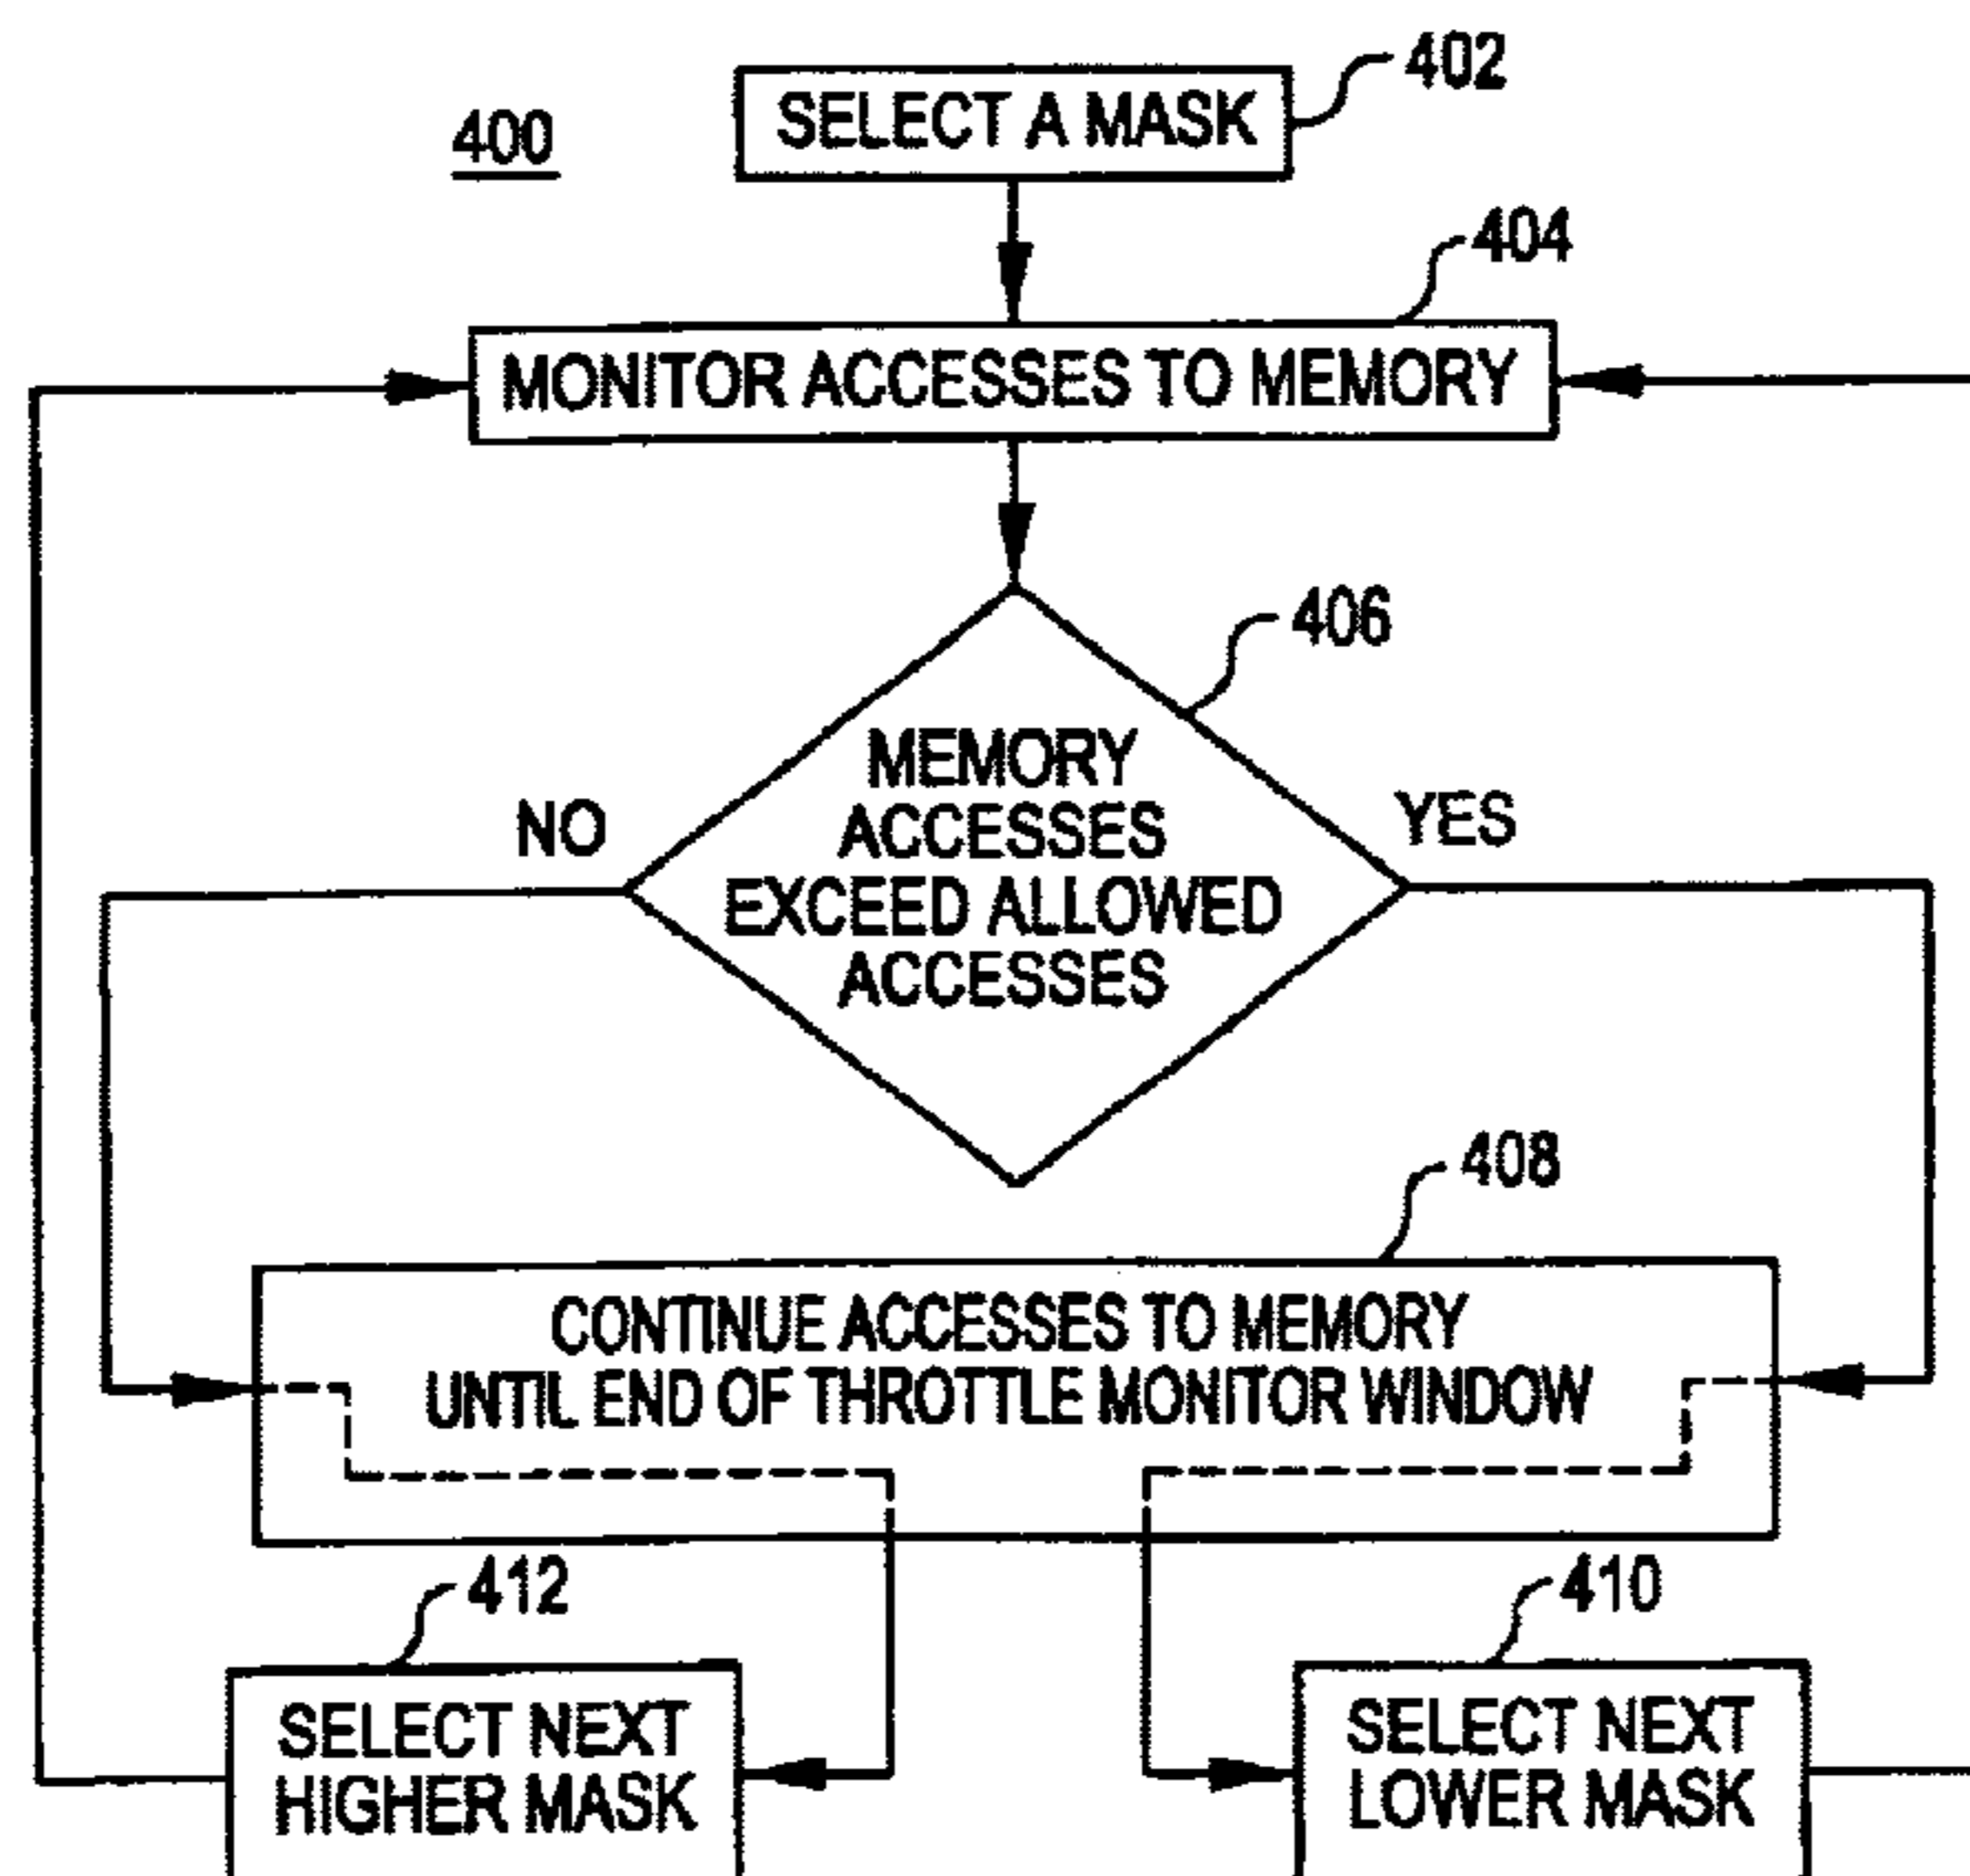 400
SELECT A MASK
402
404
MONITOR ACCESSES TO MEMORY
406
MEMORY
ACCESSES
EXCEED ALLOWED
ACCESSES
NO
YES
408
CONTINUE ACCESSES TO MEMORY
UNTIL END OF THROTTLE MONITOR WINDOW
412
SELECT NEXT
HIGHER MASK
410
SELECT NEXT
LOWER MASK